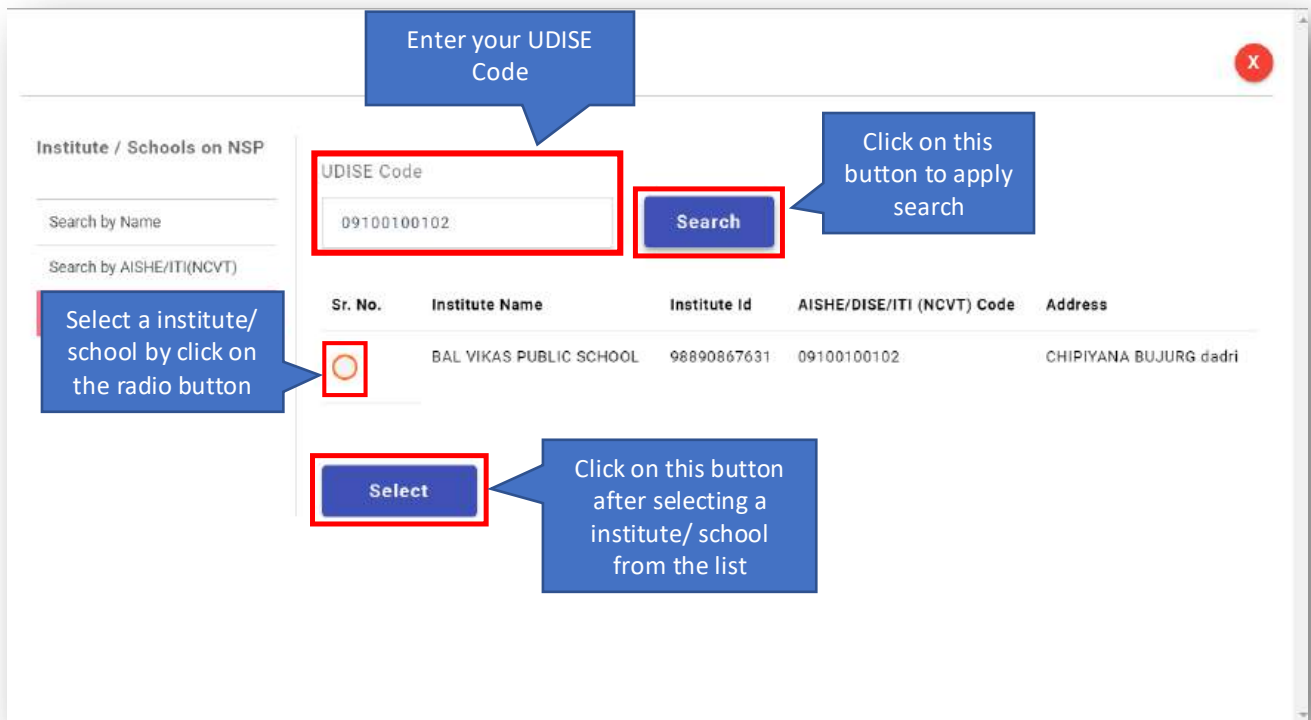 Enter your UDISE
Code
X
Institute / Schools on NSP
Search by Name
Search by AISHE/ITI(NCVT)
UDISE Code
09100100102
Search
Click on this
button to apply
search
Select a institute/
school by click on
the radio button
Sr. No. Institute Name Institute Id AISHE/DISE/ITI (NCVT) Code Address
BAL VIKAS PUBLIC SCHOOL 98890867631 09100100102 CHIPIYANA BUJURG dadri
Select
Click on this button
after selecting a
institute/ school
from the list